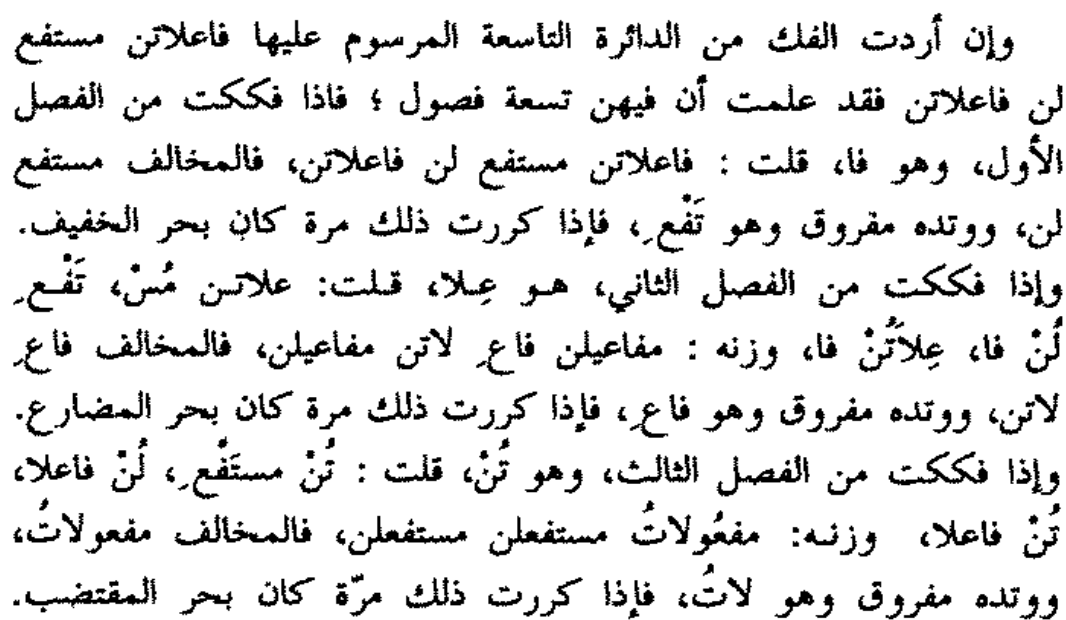 وإن أردت الفك من الدائرة التاسعة المرسوم عليها فاعلاتن مستفع
لن فاعلاتن فقد علمت أن فيهن تسعة فصول ؛ فاذا فككت من الفصل
الأول، وهو فا، قلت : فاعلاتن مستفع لن فاعلاتن، فالمخالف مستفع
لن، ووتده مفروق وهو تَفْعِ، فإذا كررت ذلك مرة كان بحر الخفيف.
وإذا فككت من الفصل الثاني، هو عِلا، قلت: علاتن مُسْ، تَفْعِ
لُنْ فا، عِلاَتُنْ فا، وزنه : مفاعيلن فاعِ لاتن مفاعيلن، فالمخالف فاعِ
لاتن، ووتده مفروق وهو فاعِ، فإذا كررت ذلك مرة كان بحر المضارع.
وإذا فككت من الفصل الثالث، وهو تُنْ، قلت : تُنْ مستَفْعِ، لُنْ فاعلا،
تُنْ فاعلا، وزنه: مفعُولاتُ مستفعلن مستفعلن، فالمخالف مفعولاتُ،
ووتده مفروق وهو لاتُ، فإذا كررت ذلك مرّة كان بحر المقتضب.